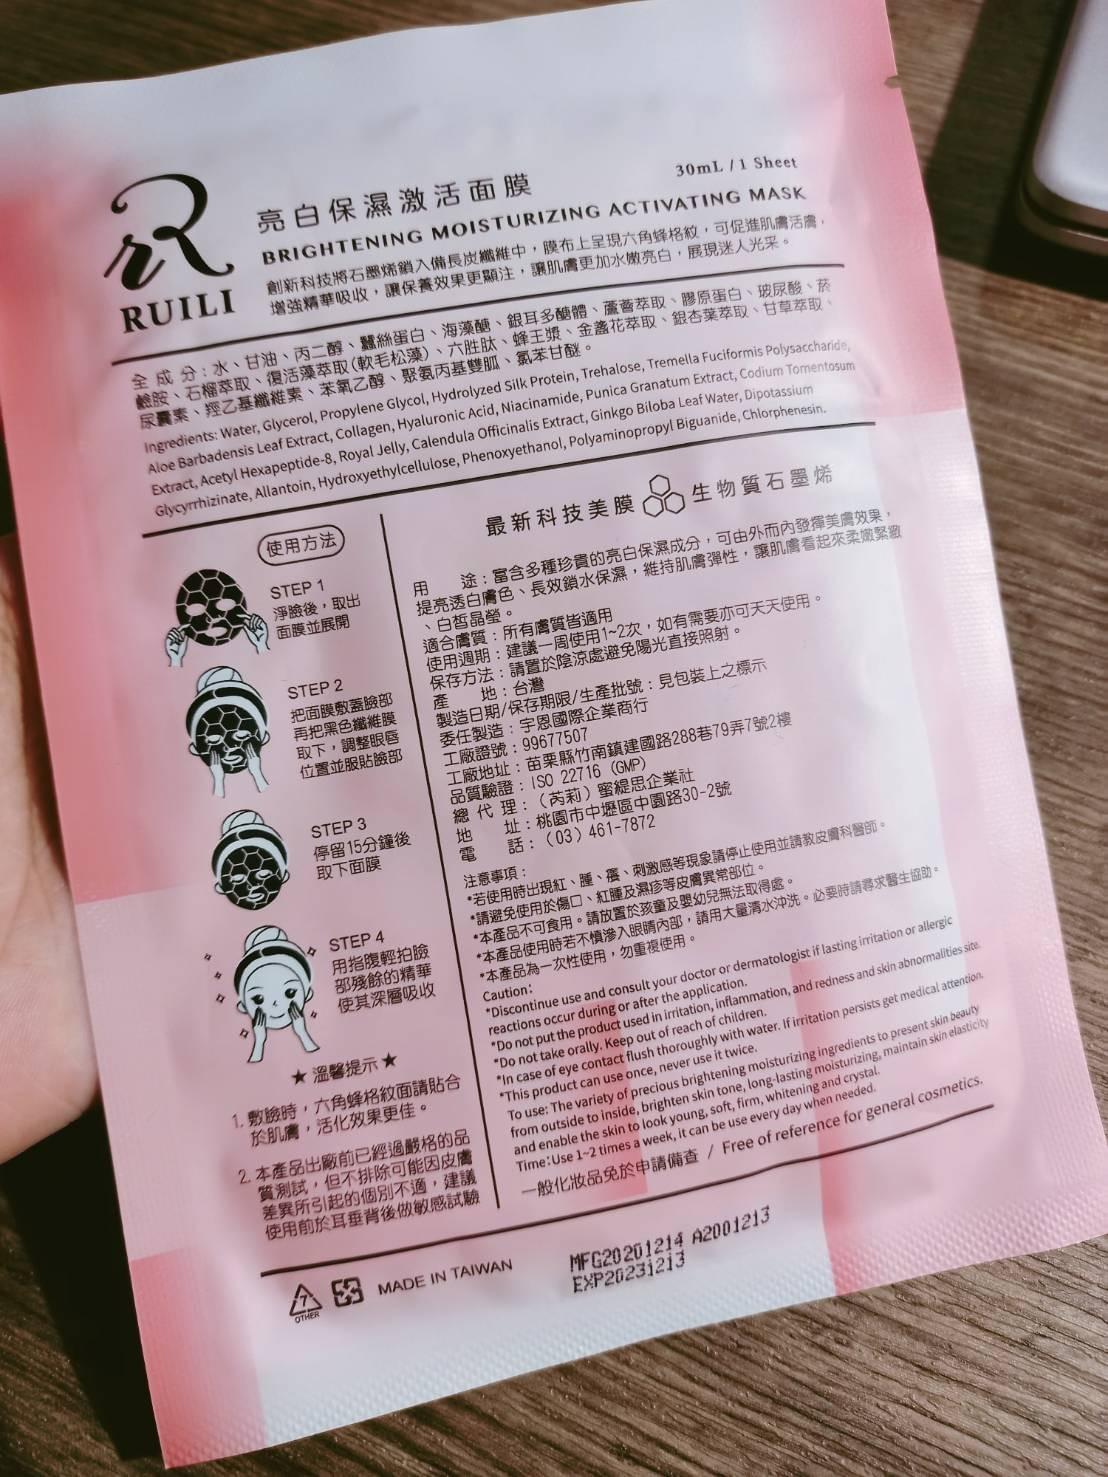 RUILI
30mL / 1 Sheet
亮白保濕激活面膜
BRIGHTENING MOISTURIZING ACTIVATING MASK
創新科技將石墨烯鎖入備長炭纖維中，膜布上呈現六角蜂格紋，可促進肌膚活膚，
增強精華吸收，讓保養效果更顯注，讓肌膚更加水嫩亮白，展現迷人光采。
全成分：水、甘油、丙二醇、蠶絲蛋白、海藻醣、銀耳多醣體、蘆薈萃取、膠原蛋白、玻尿酸、菸
鹼胺、石榴萃取、復活藻萃取(軟毛松藻)、六胜肽、蜂王漿、金盞花萃取、銀杏葉萃取、甘草萃取、
尿囊素、羥乙基纖維素、苯氧乙醇、聚氨丙基雙胍、氯苯甘醚。
Ingredients: Water, Glycerol, Propylene Glycol, Hydrolyzed Silk Protein, Trehalose, Tremella Fuciformis Polysaccharide,
Aloe Barbadensis Leaf Extract, Collagen, Hyaluronic Acid, Niacinamide, Punica Granatum Extract, Codium Tomentosum
Extract, Acetyl Hexapeptide-8, Royal Jelly, Calendula Officinalis Extract, Ginkgo Biloba Leaf Water, Dipotassium
Glycyrrhizinate, Allantoin, Hydroxyethylcellulose, Phenoxyethanol, Polyaminopropyl Biguanide, Chlorphenesin.
使用方法
STEP 1
淨臉後，取出
面膜並展開
STEP 2
把面膜敷蓋臉部
再把黑色纖維膜
取下，調整眼唇
位置並服貼臉部
STEP 3
停留15分鐘後
取下面膜
STEP 4
用指腹輕拍臉
部殘餘的精華
使其深層吸收
★溫馨提示★
1. 敷臉時，六角蜂格紋面請貼合
於肌膚，活化效果更佳。
2. 本產品出廠前已經過嚴格的品
質測試，但不排除可能因皮膚
差異所引起的個別不適，建議
使用前於耳垂背後做敏感試驗
最新科技美膜 生物質石墨烯
用途：富含多種珍貴的亮白保濕成分，可由外而內發揮美膚效果，
提亮透白膚色、長效鎖水保濕，維持肌膚彈性，讓肌膚看起來柔嫩緊緻
、白皙晶瑩。
適合膚質：所有膚質皆適用
使用週期：建議一周使用1~2次，如有需要亦可天天使用。
保存方法：請置於陰涼處避免陽光直接照射。
產地：台灣
製造日期/保存期限/生產批號：見包裝上之標示
委任製造：宇恩國際企業商行
工廠證號：99677507
工廠地址：苗栗縣竹南鎮建國路288巷79弄7號2樓
品質驗證：ISO 22716 (GMP)
總代理：（芮莉）蜜緹思企業社
地址：桃園市中壢區中園路30-2號
電話：（03）461-7872
注意事項：
*若使用時出現紅、腫、癢、刺激感等現象請停止使用並請教皮膚科醫師。
*請避免使用於傷口、紅腫及濕疹等皮膚異常部位。
*本產品不可食用。請放置於孩童及嬰幼兒無法取得處。
*本產品使用時若不慎滲入眼睛內部，請用大量清水沖洗。必要時請尋求醫生協助。
*本產品為一次性使用，勿重複使用。
Caution:
*Discontinue use and consult your doctor or dermatologist if lasting irritation or allergic
reactions occur during or after the application.
*Do not put the product used in irritation, inflammation, and redness and skin abnormalities site.
*Do not take orally. Keep out of reach of children.
*In case of eye contact flush thoroughly with water. If irritation persists get medical attention.
*This product can use once, never use it twice.
To use: The variety of precious brightening moisturizing ingredients to present skin beauty
from outside to inside, brighten skin tone, long-lasting moisturizing, maintain skin elasticity
and enable the skin to look young, soft, firm, whitening and crystal.
Time: Use 1~2 times a week, it can be use every day when needed.
一般化妝品免於申請備查 / Free of reference for general cosmetics.
7
OTHER
MADE IN TAIWAN
MFG20201214 A2001213
EXP20231213